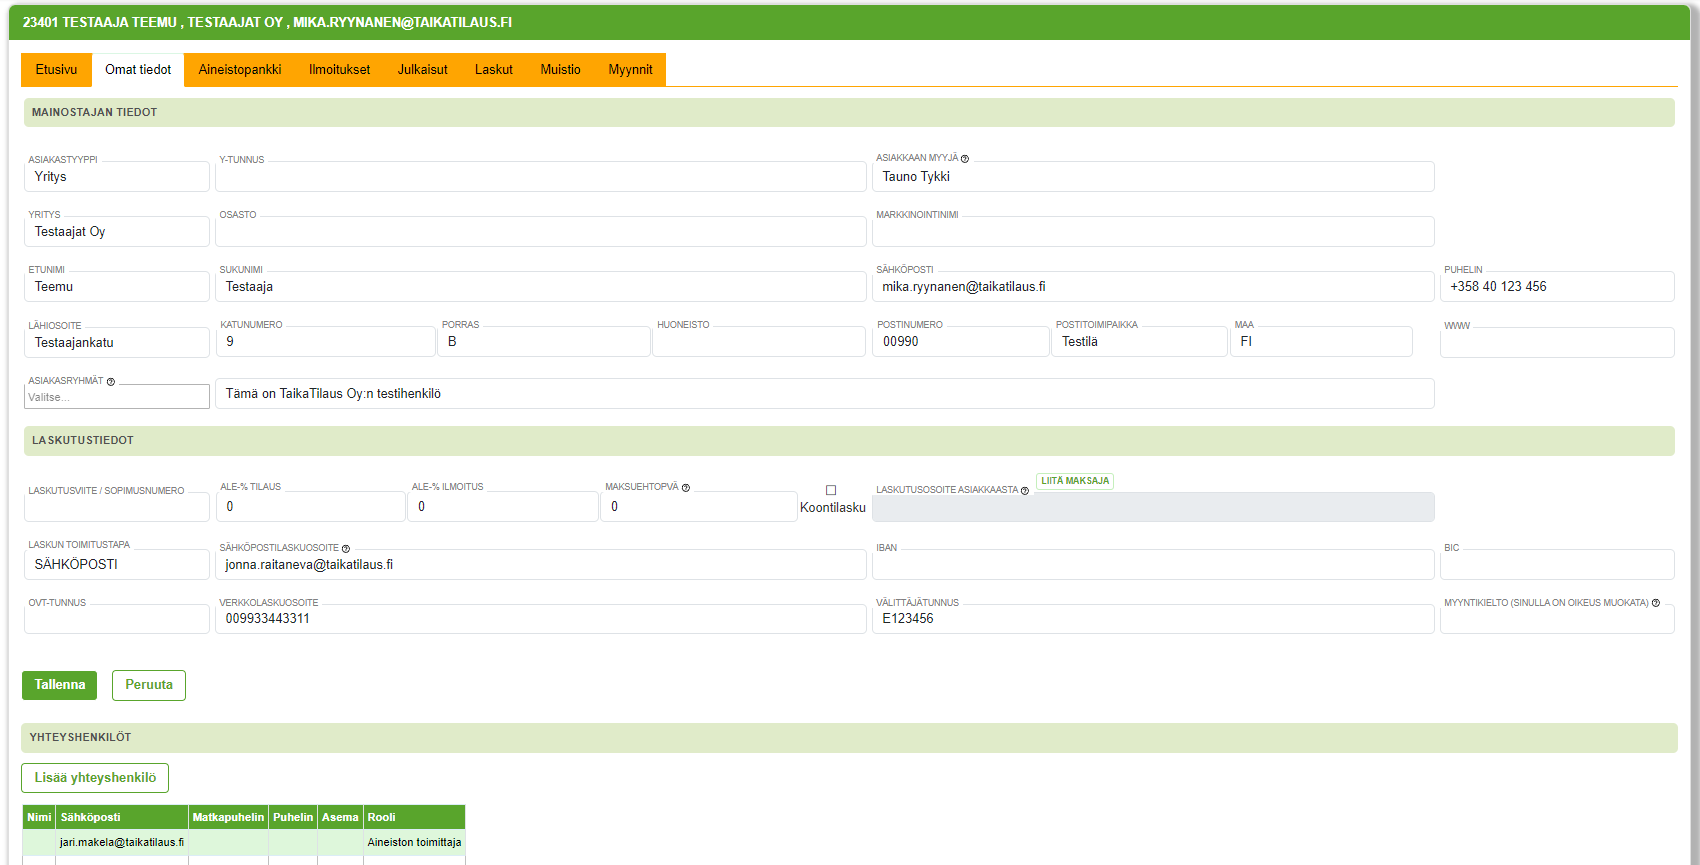 23401 TESTAAJA TEEMU , TESTAAJAT OY , MIKA.RYYNANEN@TAIKATILAUS.FI
Etusivu Omat tiedot Aineistopankki Ilmoitukset Julkaisut Laskut Muistio Myynnit
MAINOSTAJAN TIEDOT
ASIAKASTYYPPI Y-TUNNUS ASIAKKAAN MYYJÄ
Yritys Tauno Tykki
YRITYS OSASTO MARKKINOINTINIMI
Testaajat Oy
ETUNIMI SUKUNIMI SÄHKÖPOSTI PUHELIN
Teemu Testaaja mika.ryynanen@taikatilaus.fi +358 40 123 456
LÄHIOSOITE KATUNUMERO PORRAS HUONEISTO POSTINUMERO POSTITOIMIPAIKKA MAA WWW
Testaajankatu 9 B 00990 Testilä FI
ASIAKASRYHMÄT
Valitse... Tämä on TaikaTilaus Oy:n testihenkilö
LASKUTUSTIEDOT
LASKUTUSVIITE / SOPIMUSNUMERO ALE-% TILAUS ALE-% ILMOITUS MAKSUEHTOPVÄ LASKUTUSOSOITE ASIAKKAASTA LIITÄ MAKSAJA
0 0 0 Koontilasku
LASKUN TOIMITUSTAPA SÄHKÖPOSTILASKUOSOITE IBAN BIC
SÄHKÖPOSTI jonna.raitaneva@taikatilaus.fi
OVT-TUNNUS VERKKOLASKUOSOITE VÄLITTÄJÄTUNNUS MYYNTIKIELTO (SINULLA ON OIKEUS MUOKATA)
009933443311 E123456
Tallenna Peruuta
YHTEYSHENKILÖT
Lisää yhteyshenkilö
Nimi Sähköposti Matkapuhelin Puhelin Asema Rooli
jari.makela@taikatilaus.fi Aineiston toimittaja